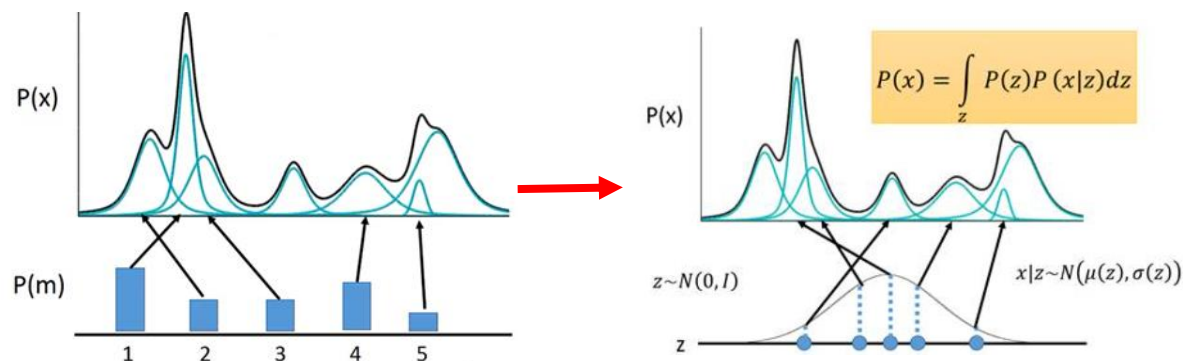 P(x)
P(m)
1 2 3 4 5
P(x) = ∫ P(z)P (x|z)dz
z
P(x)
z~N(0, I)
x|z~N(μ(z), σ(z))
z